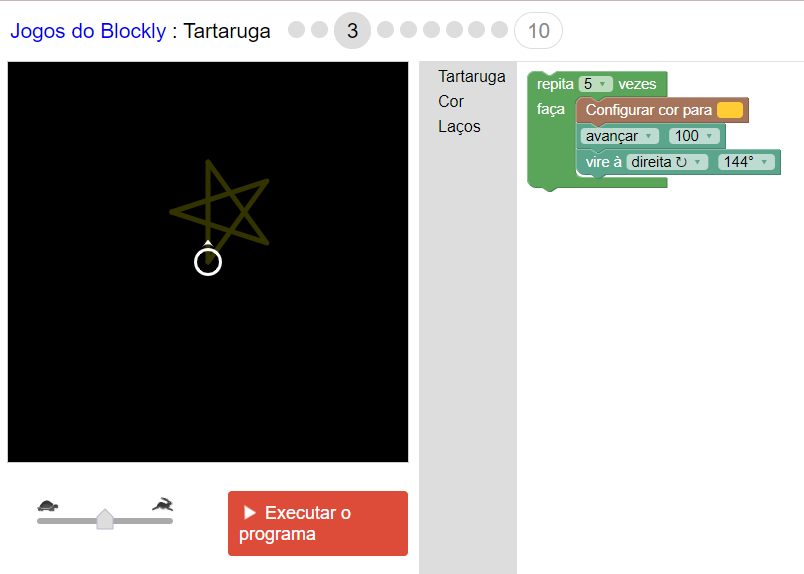 Jogos do Blockly : Tartaruga 3 10
Tartaruga
Cor
Laços
repita 5 vezes
faça Configurar cor para
avançar 100
vire à direita ↻ 144°
Executar o
programa